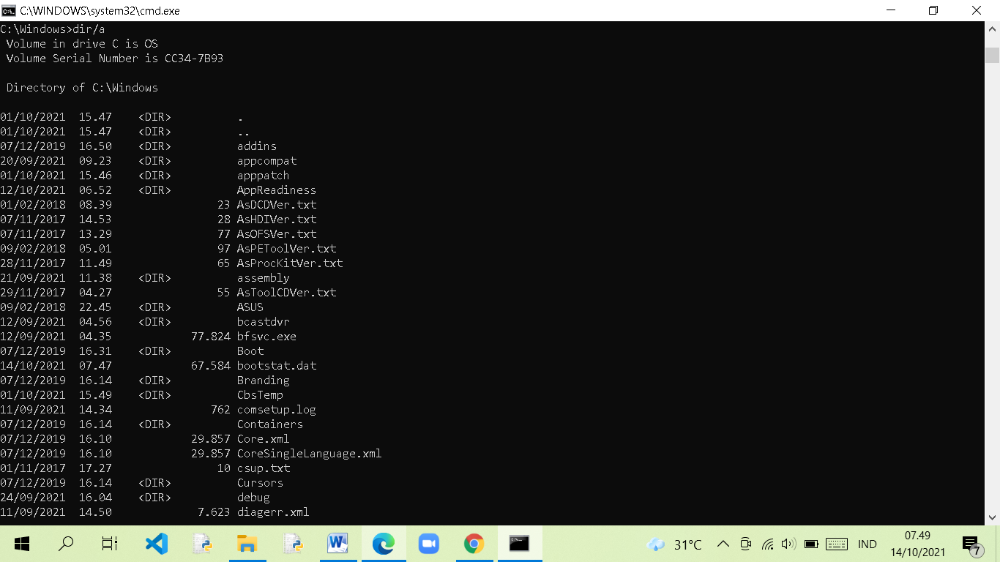 C:\WINDOWS\system32\cmd.exe
C:\Windows>dir/a
Volume in drive C is OS
Volume Serial Number is CC34-7B93
Directory of C:\Windows
01/10/2021  15.47    <DIR>          .
01/10/2021  15.47    <DIR>          ..
07/12/2019  16.50    <DIR>          addins
20/09/2021  09.23    <DIR>          appcompat
01/10/2021  15.46    <DIR>          apppatch
12/10/2021  06.52    <DIR>          AppReadiness
01/02/2018  08.39                23 AsDCDVer.txt
07/11/2017  14.53                28 AsHDIVer.txt
07/11/2017  13.29                77 AsOFSVer.txt
09/02/2018  05.01                97 AsPEToolVer.txt
28/11/2017  11.49                65 AsProcKitVer.txt
21/09/2021  11.38    <DIR>          assembly
29/11/2017  04.27                55 AsToolCDVer.txt
09/02/2018  22.45    <DIR>          ASUS
12/09/2021  04.56    <DIR>          bcastdvr
12/09/2021  04.35            77.824 bfsvc.exe
07/12/2019  16.31    <DIR>          Boot
14/10/2021  07.47            67.584 bootstat.dat
07/12/2019  16.14    <DIR>          Branding
01/10/2021  15.49    <DIR>          CbsTemp
11/09/2021  14.34               762 comsetup.log
07/12/2019  16.14    <DIR>          Containers
07/12/2019  16.10            29.857 Core.xml
07/12/2019  16.10            29.857 CoreSingleLanguage.xml
01/11/2017  17.27                10 csup.txt
07/12/2019  16.14    <DIR>          Cursors
24/09/2021  16.04    <DIR>          debug
11/09/2021  14.50             7.623 diagerr.xml
31°C
IND
07.49
14/10/2021
7